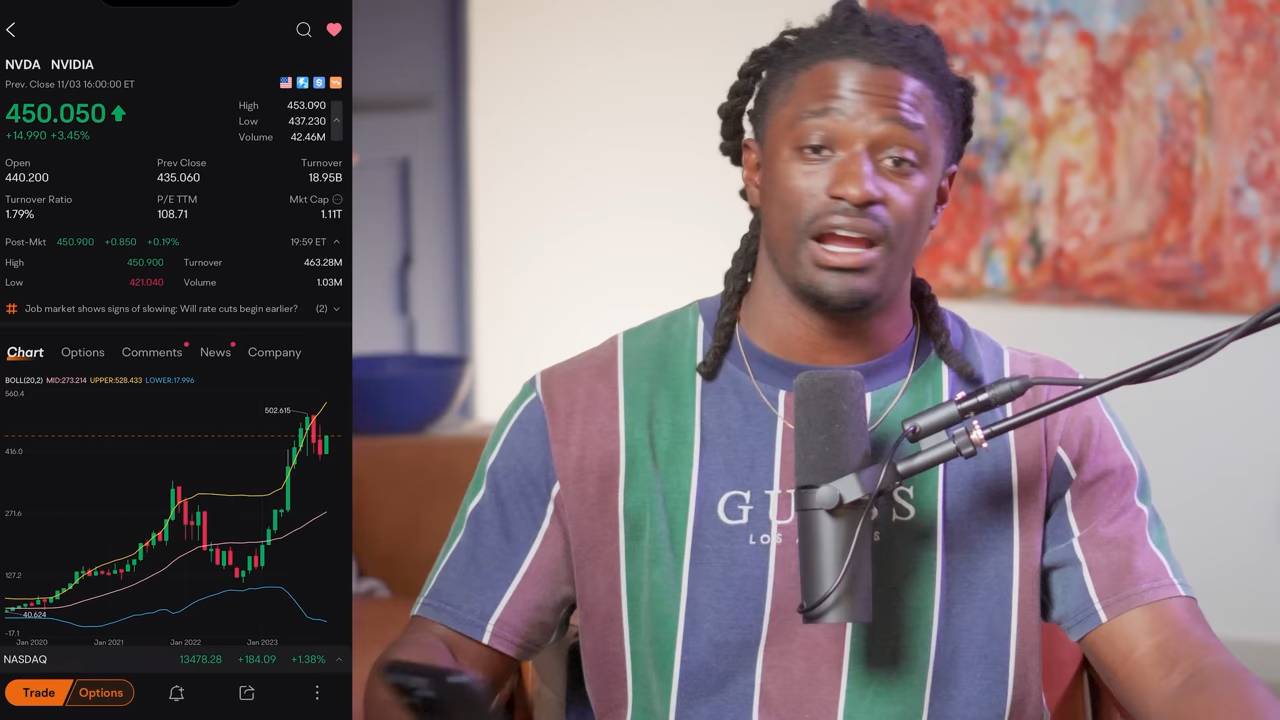 NVDA NVIDIA
Prev. Close 11/03 16:00:00 ET
450.050
+14.990 +3.45%
High 453.090
Low 437.230
Volume 42.46M
Open Prev Close Turnover
440.200 435.060 18.95B
Turnover Ratio P/E TTM Mkt Cap
1.79% 108.71 1.11T
Post-Mkt 450.900 +0.850 +0.19% 19:59 ET
High 450.900 Turnover 463.28M
Low 421.040 Volume 1.03M
# Job market shows signs of slowing: Will rate cuts begin earlier? (2)
Chart Options Comments News Company
BOLL(20,2) MID:273.214 UPPER:528.433 LOWER:17.996
560.4
502.615
416.0
271.6
127.2
40.624
-17.1
Jan 2020 Jan 2021 Jan 2022 Jan 2023
NASDAQ 13478.28 +184.09 +1.38%
Trade Options
LOS